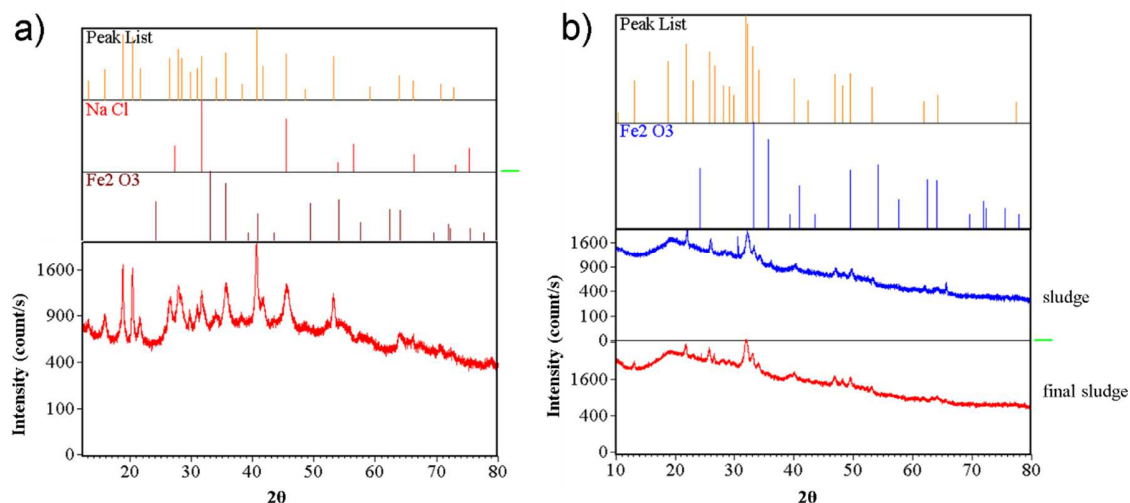 a)
Peak List
Na Cl
Fe2 O3
Intensity (count/s)
1600
900
400
100
0
20 30 40 50 60 70 80
2θ
b)
Peak List
Fe2 O3
Intensity (count/s)
1600
900
400
100
0
1600
400
0
sludge
final sludge
10 20 30 40 50 60 70 80
2θ